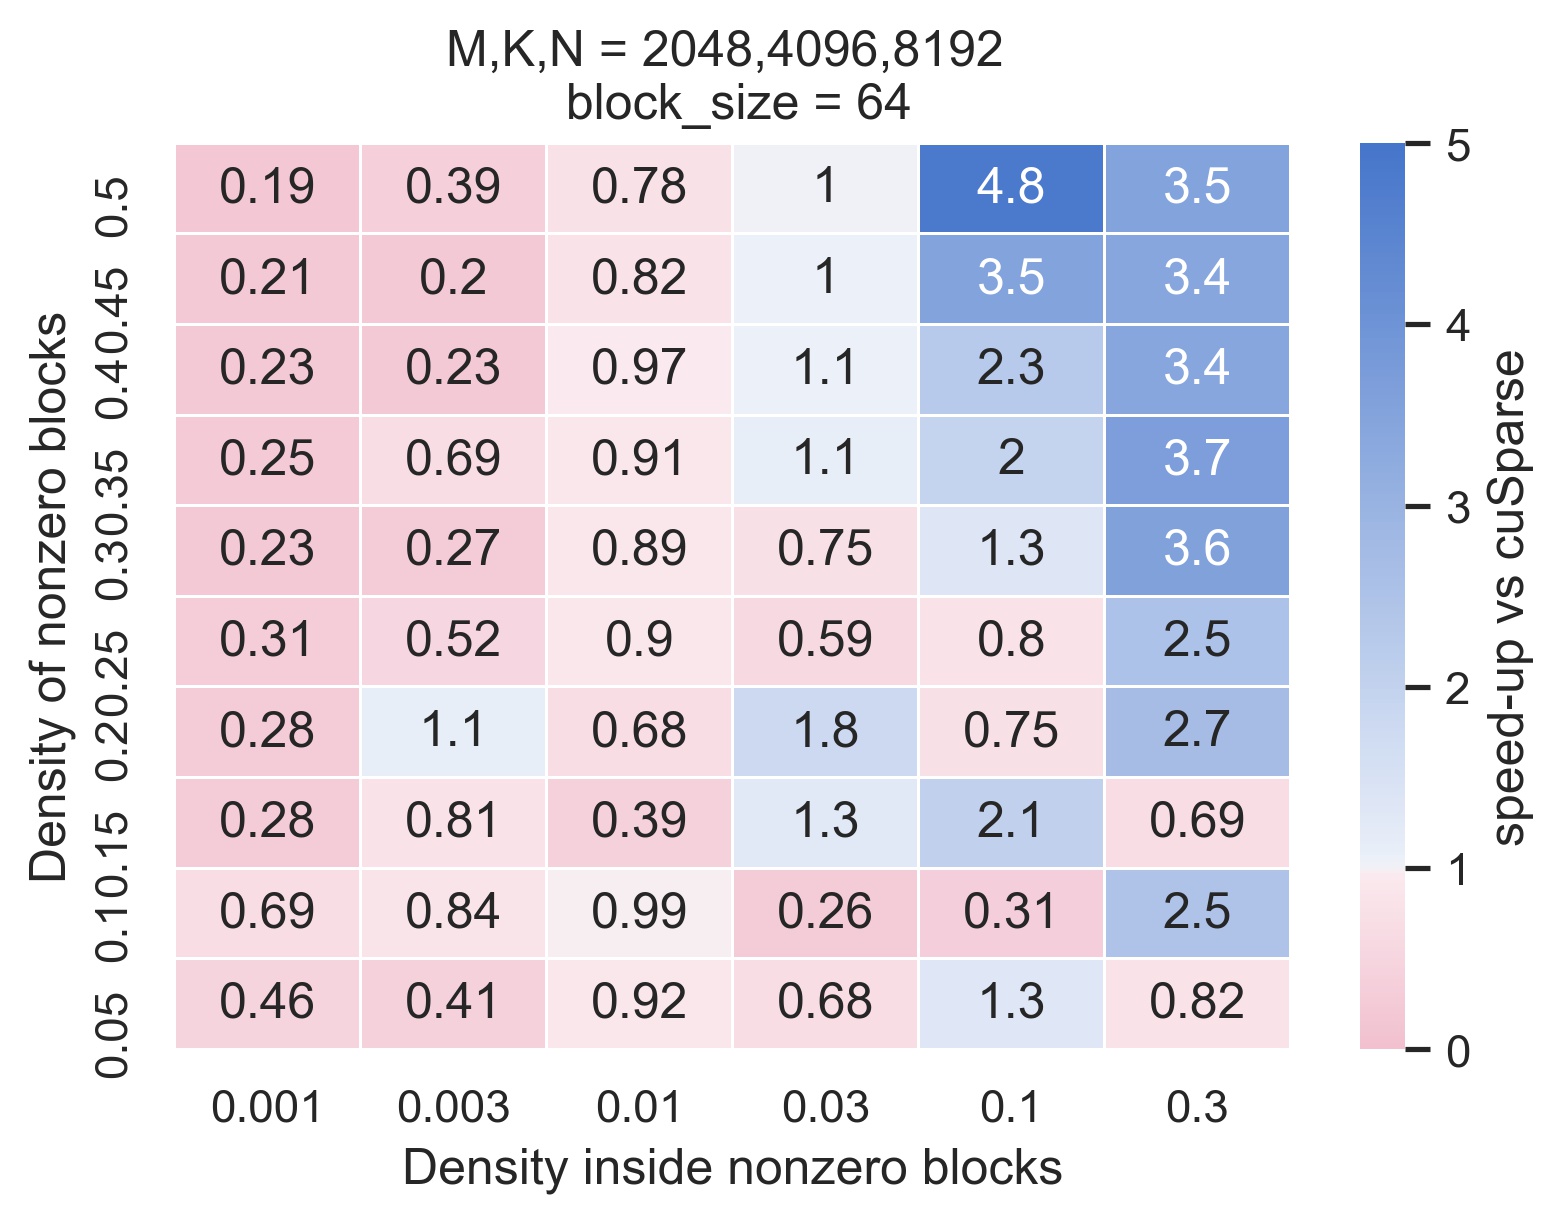 M,K,N = 2048,4096,8192
block_size = 64
Density of nonzero blocks
0.5 0.19 0.39 0.78 1 4.8 3.5
0.45 0.21 0.2 0.82 1 3.5 3.4
0.4 0.23 0.23 0.97 1.1 2.3 3.4
0.35 0.25 0.69 0.91 1.1 2 3.7
0.3 0.23 0.27 0.89 0.75 1.3 3.6
0.25 0.31 0.52 0.9 0.59 0.8 2.5
0.2 0.28 1.1 0.68 1.8 0.75 2.7
0.15 0.28 0.81 0.39 1.3 2.1 0.69
0.1 0.69 0.84 0.99 0.26 0.31 2.5
0.05 0.46 0.41 0.92 0.68 1.3 0.82
0.001 0.003 0.01 0.03 0.1 0.3
Density inside nonzero blocks
5
4
3
2
1
0
speed-up vs cuSparse